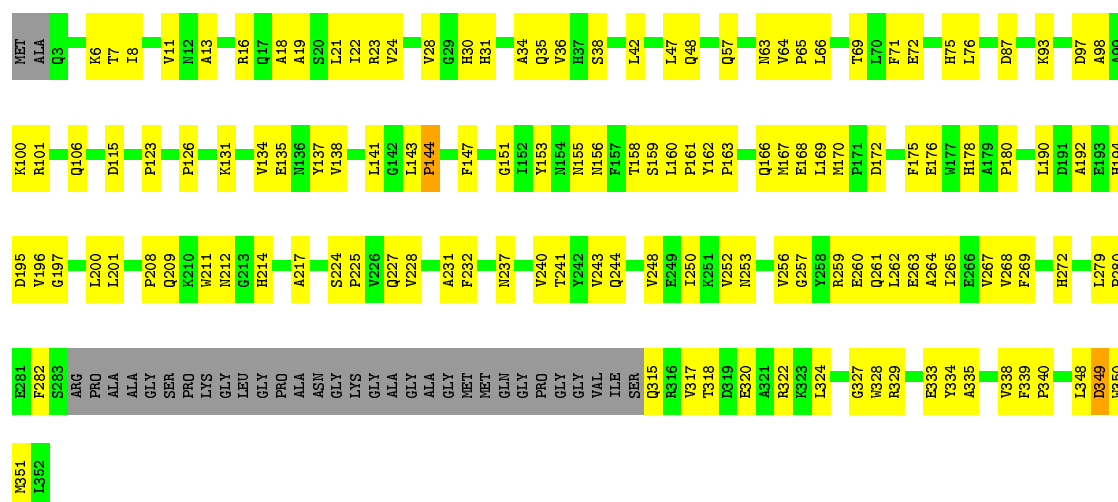 MET ALA Q3 K6 T7 I8 V11 N12 A13 R16 Q17 A18 A19 S20 L21 I22 R23 V24 V28 G29 H30 H31 A34 Q35 V36 H37 S38 L42 L47 Q48 Q57 N63 V64 P65 L66 T69 L70 F71 E72 H75 L76 D87 K93 D97 A98 A99
K100 R101 Q106 D115 P123 P126 K131 V134 E135 N136 Y137 V138 L141 G142 L143 P144 F147 G151 I152 Y153 N154 N155 N156 F157 T158 S159 L160 P161 Y162 P163 Q166 M167 E168 L169 M170 P171 D172 F175 E176 W177 H178 A179 P180 L190 D191 A192 E193 H194
D195 V196 G197 L200 L201 P208 Q209 K210 W211 N212 G213 H214 A217 S224 P225 V226 Q227 V228 A231 F232 N237 V240 T241 Y242 V243 Q244 V248 E249 I250 K251 V252 N253 V256 G257 Y258 R259 E260 Q261 L262 E263 A264 I265 E266 V267 V268 F269 H272 L279 P280
E281 F282 S283 ARG PRO ALA ALA GLY SER PRO LYS GLY LEU GLY PRO ALA ASN GLY LYS GLY ALA GLY ALA GLY MET MET GLN GLY PRO GLY GLY VAL ILE SER Q315 R316 V317 T318 D319 E320 A321 R322 K323 L324 G327 W328 R329 E333 Y334 A335 V338 F339 P340 L348 D349 W350
M351 L352